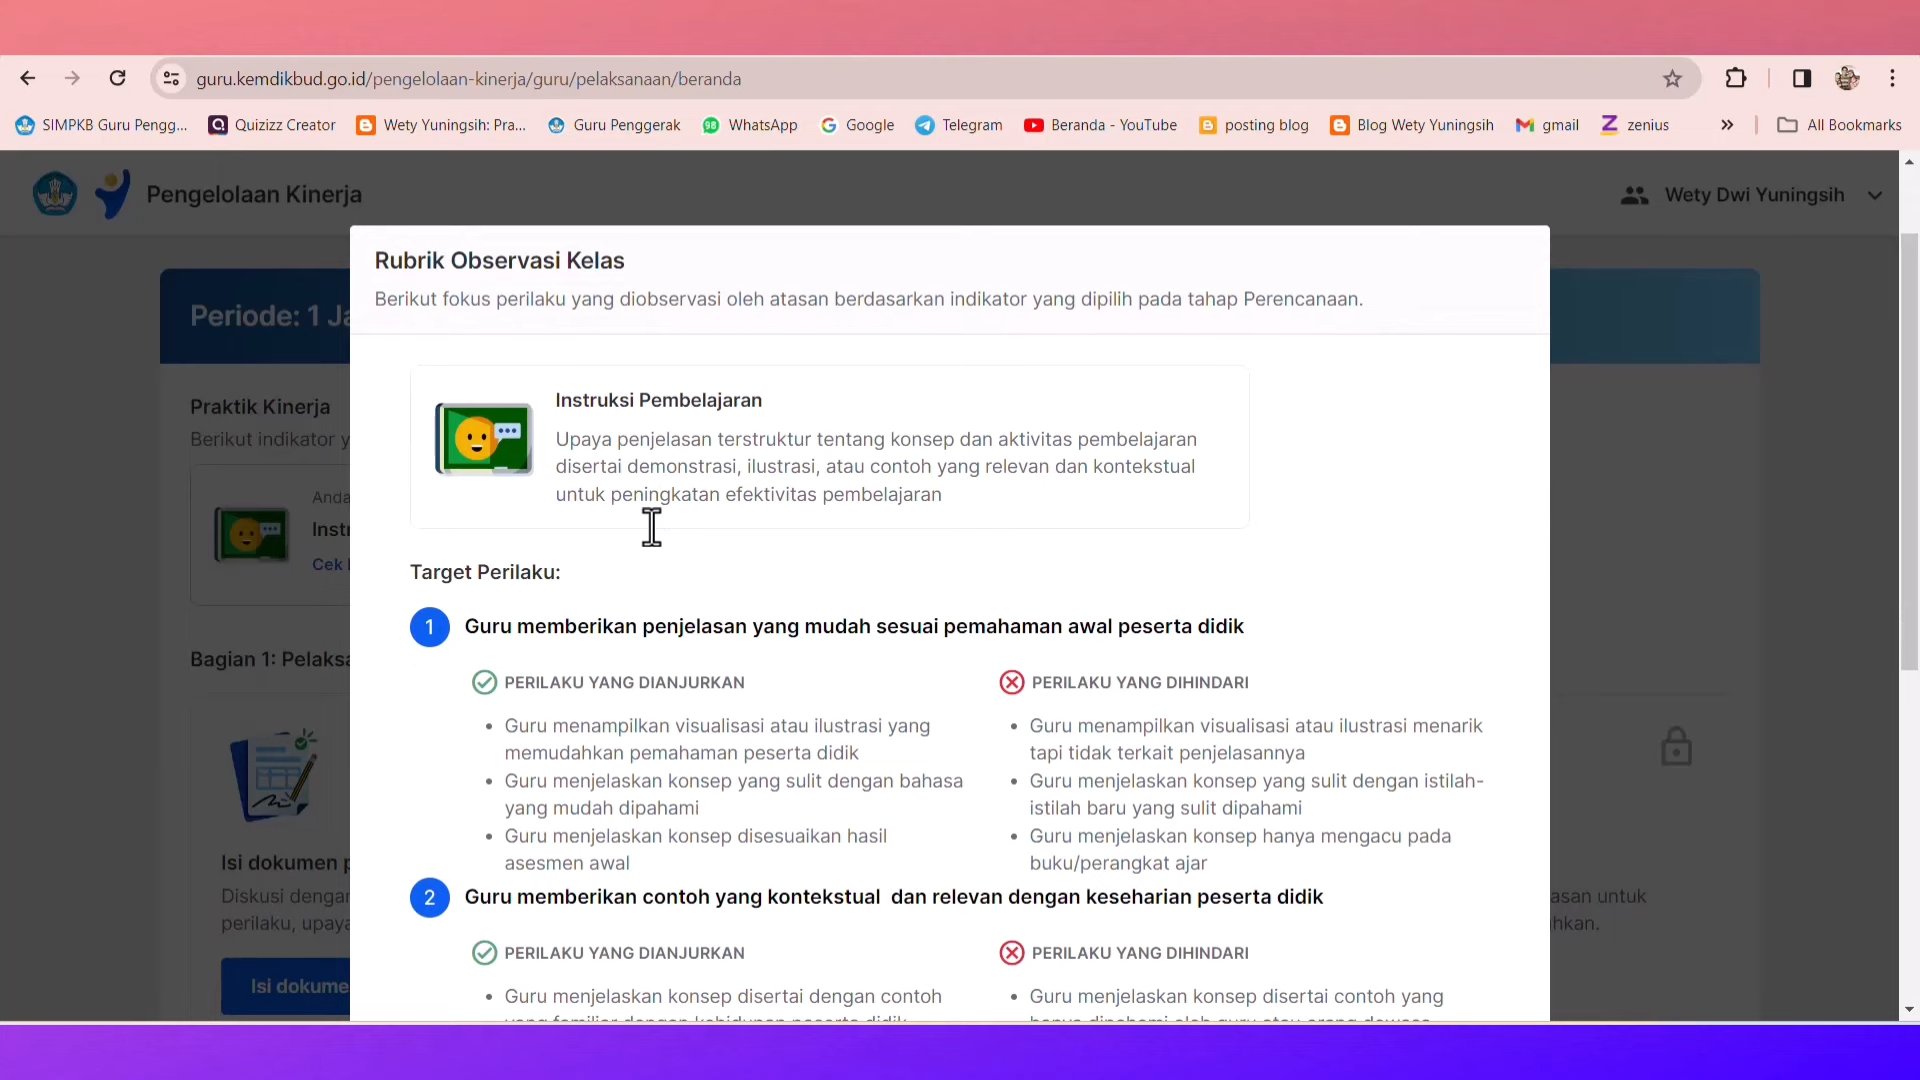 guru.kemdikbud.go.id/pengelolaan-kinerja/guru/pelaksanaan/beranda
SIMPKB Guru Pengg... Quizizz Creator Wety Yuningsih: Pra... Guru Penggerak 98 WhatsApp Google Telegram Beranda - YouTube posting blog Blog Wety Yuningsih gmail zenius All Bookmarks
Pengelolaan Kinerja Wety Dwi Yuningsih
Rubrik Observasi Kelas
Berikut fokus perilaku yang diobservasi oleh atasan berdasarkan indikator yang dipilih pada tahap Perencanaan.
Periode: 1 Ja
Praktik Kinerja
Berikut indikator y
Anda
Instr
Cek
Instruksi Pembelajaran
Upaya penjelasan terstruktur tentang konsep dan aktivitas pembelajaran
disertai demonstrasi, ilustrasi, atau contoh yang relevan dan kontekstual
untuk peningkatan efektivitas pembelajaran
Target Perilaku:
1 Guru memberikan penjelasan yang mudah sesuai pemahaman awal peserta didik
Bagian 1: Pelaksa
PERILAKU YANG DIANJURKAN
• Guru menampilkan visualisasi atau ilustrasi yang
memudahkan pemahaman peserta didik
• Guru menjelaskan konsep yang sulit dengan bahasa
yang mudah dipahami
• Guru menjelaskan konsep disesuaikan hasil
asesmen awal
PERILAKU YANG DIHINDARI
• Guru menampilkan visualisasi atau ilustrasi menarik
tapi tidak terkait penjelasannya
• Guru menjelaskan konsep yang sulit dengan istilah-
istilah baru yang sulit dipahami
• Guru menjelaskan konsep hanya mengacu pada
buku/perangkat ajar
Isi dokumen p
Diskusi dengan
perilaku, upaya
Isi dokume
asan untuk
hkan.
2 Guru memberikan contoh yang kontekstual  dan relevan dengan keseharian peserta didik
PERILAKU YANG DIANJURKAN
• Guru menjelaskan konsep disertai dengan contoh
PERILAKU YANG DIHINDARI
• Guru menjelaskan konsep disertai contoh yang